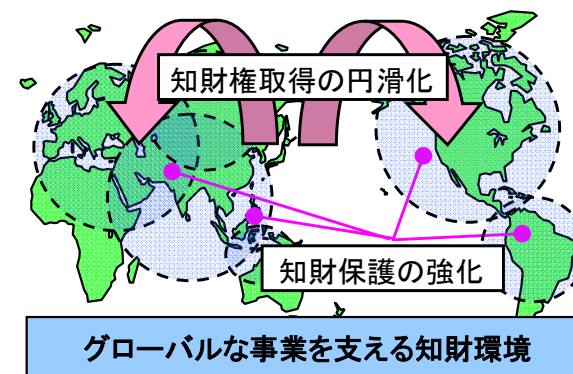 知財権取得の円滑化
知財保護の強化
グローバルな事業を支える知財環境